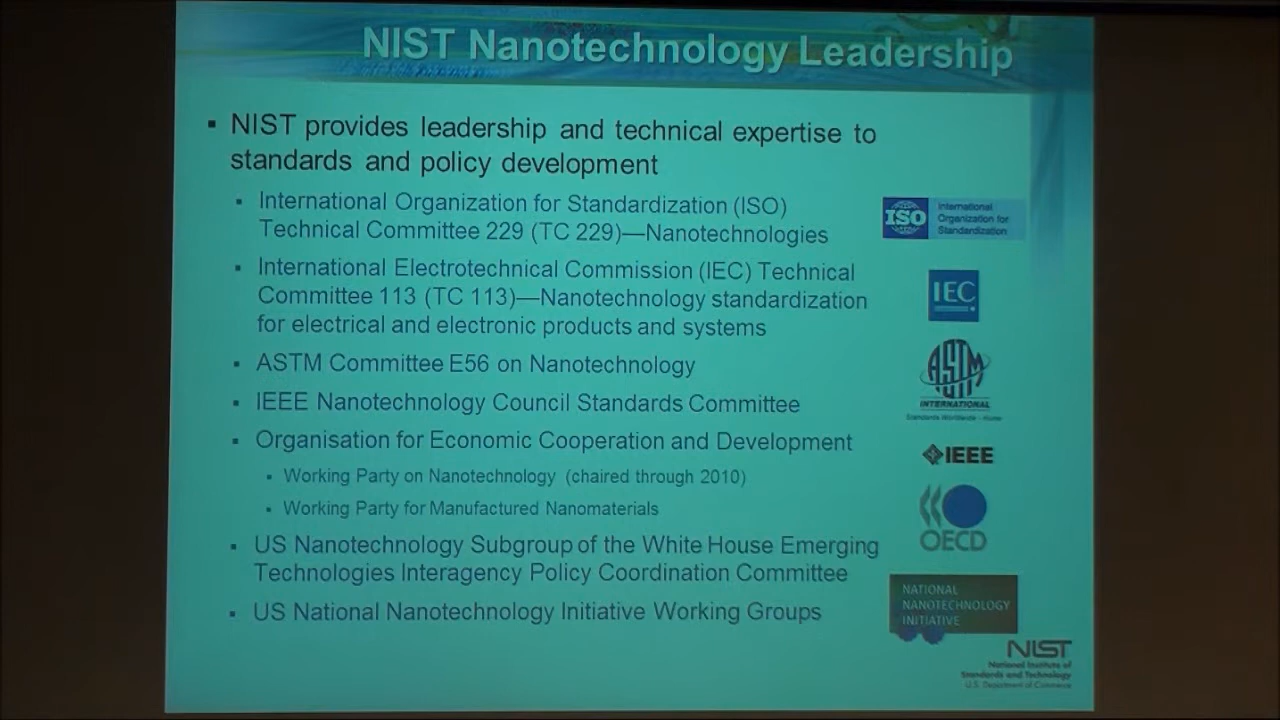 NIST Nanotechnology Leadership
▪ NIST provides leadership and technical expertise to
standards and policy development
▪ International Organization for Standardization (ISO)
Technical Committee 229 (TC 229)—Nanotechnologies
▪ International Electrotechnical Commission (IEC) Technical
Committee 113 (TC 113)—Nanotechnology standardization
for electrical and electronic products and systems
▪ ASTM Committee E56 on Nanotechnology
▪ IEEE Nanotechnology Council Standards Committee
▪ Organisation for Economic Cooperation and Development
▪ Working Party on Nanotechnology (chaired through 2010)
▪ Working Party for Manufactured Nanomaterials
▪ US Nanotechnology Subgroup of the White House Emerging
Technologies Interagency Policy Coordination Committee
▪ US National Nanotechnology Initiative Working Groups
ISO
International
Organization for
Standardization
IEC
ASTM
INTERNATIONAL
Standards Worldwide
IEEE
OECD
NATIONAL
NANOTECHNOLOGY
INITIATIVE
NIST
National Institute of
Standards and Technology
U.S. Department of Commerce